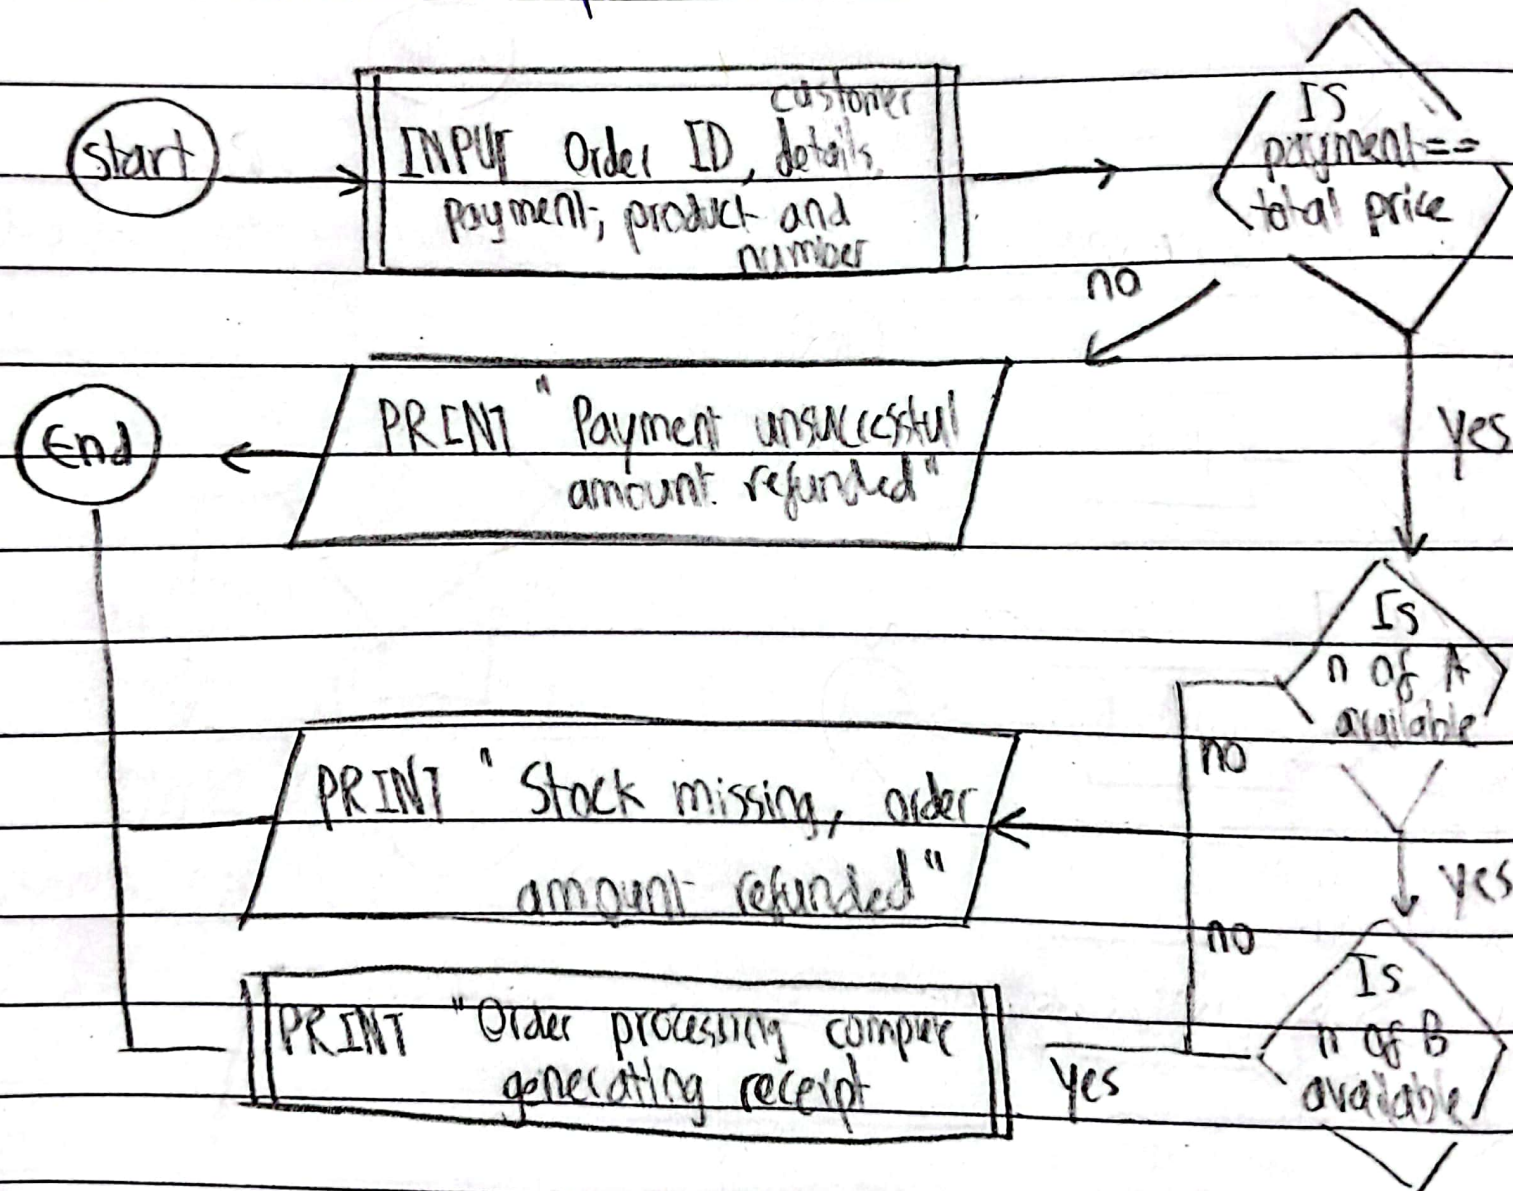 Start
INPUT Order ID, customer details
payment, product and
number
Is
payment ==
total price
no
yes
PRINT "Payment unsuccessful
amount refunded"
End
Is
n of A
available
no
yes
PRINT "Stock missing, order
amount refunded"
no
Is
n of B
available
yes
PRINT "Order processing
generating receipt